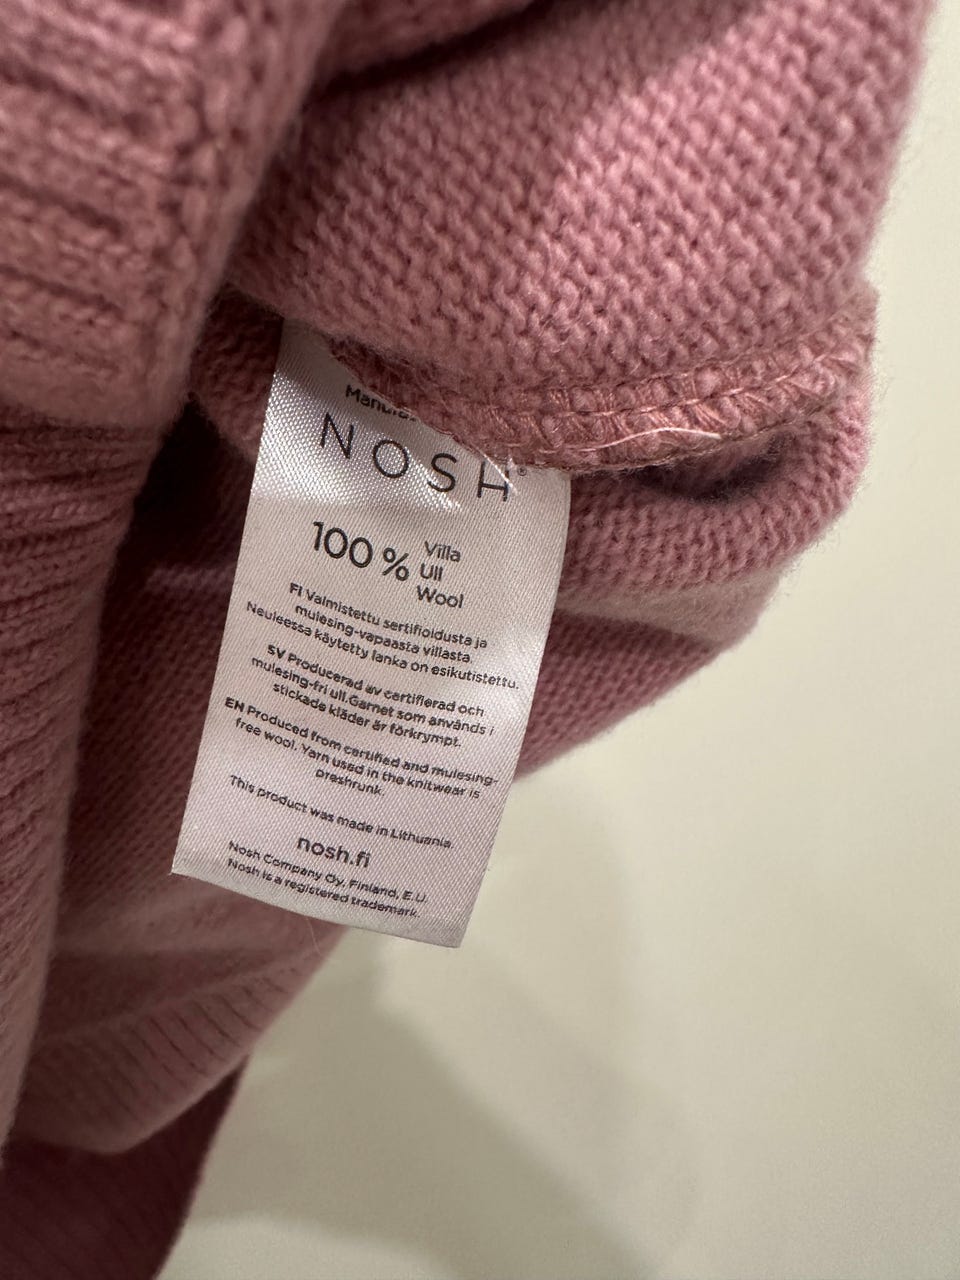 NOSH®
100 % Villa
Ull
Wool
FI Valmistettu sertifioidusta ja
mulesing-vapaasta villasta.
Neuleessa käytetty lanka on esikutistettu.
SV Producerad av certifierad och
mulesing-fri ull. Garnet som används i
stickade kläder är förkrympt.
EN Produced from certified and mulesing-
free wool. Yarn used in the knitwear is
preshrunk.
This product was made in Lithuania.
nosh.fi
Nosh Company Oy, Finland, E.U.
Nosh is a registered trademark.